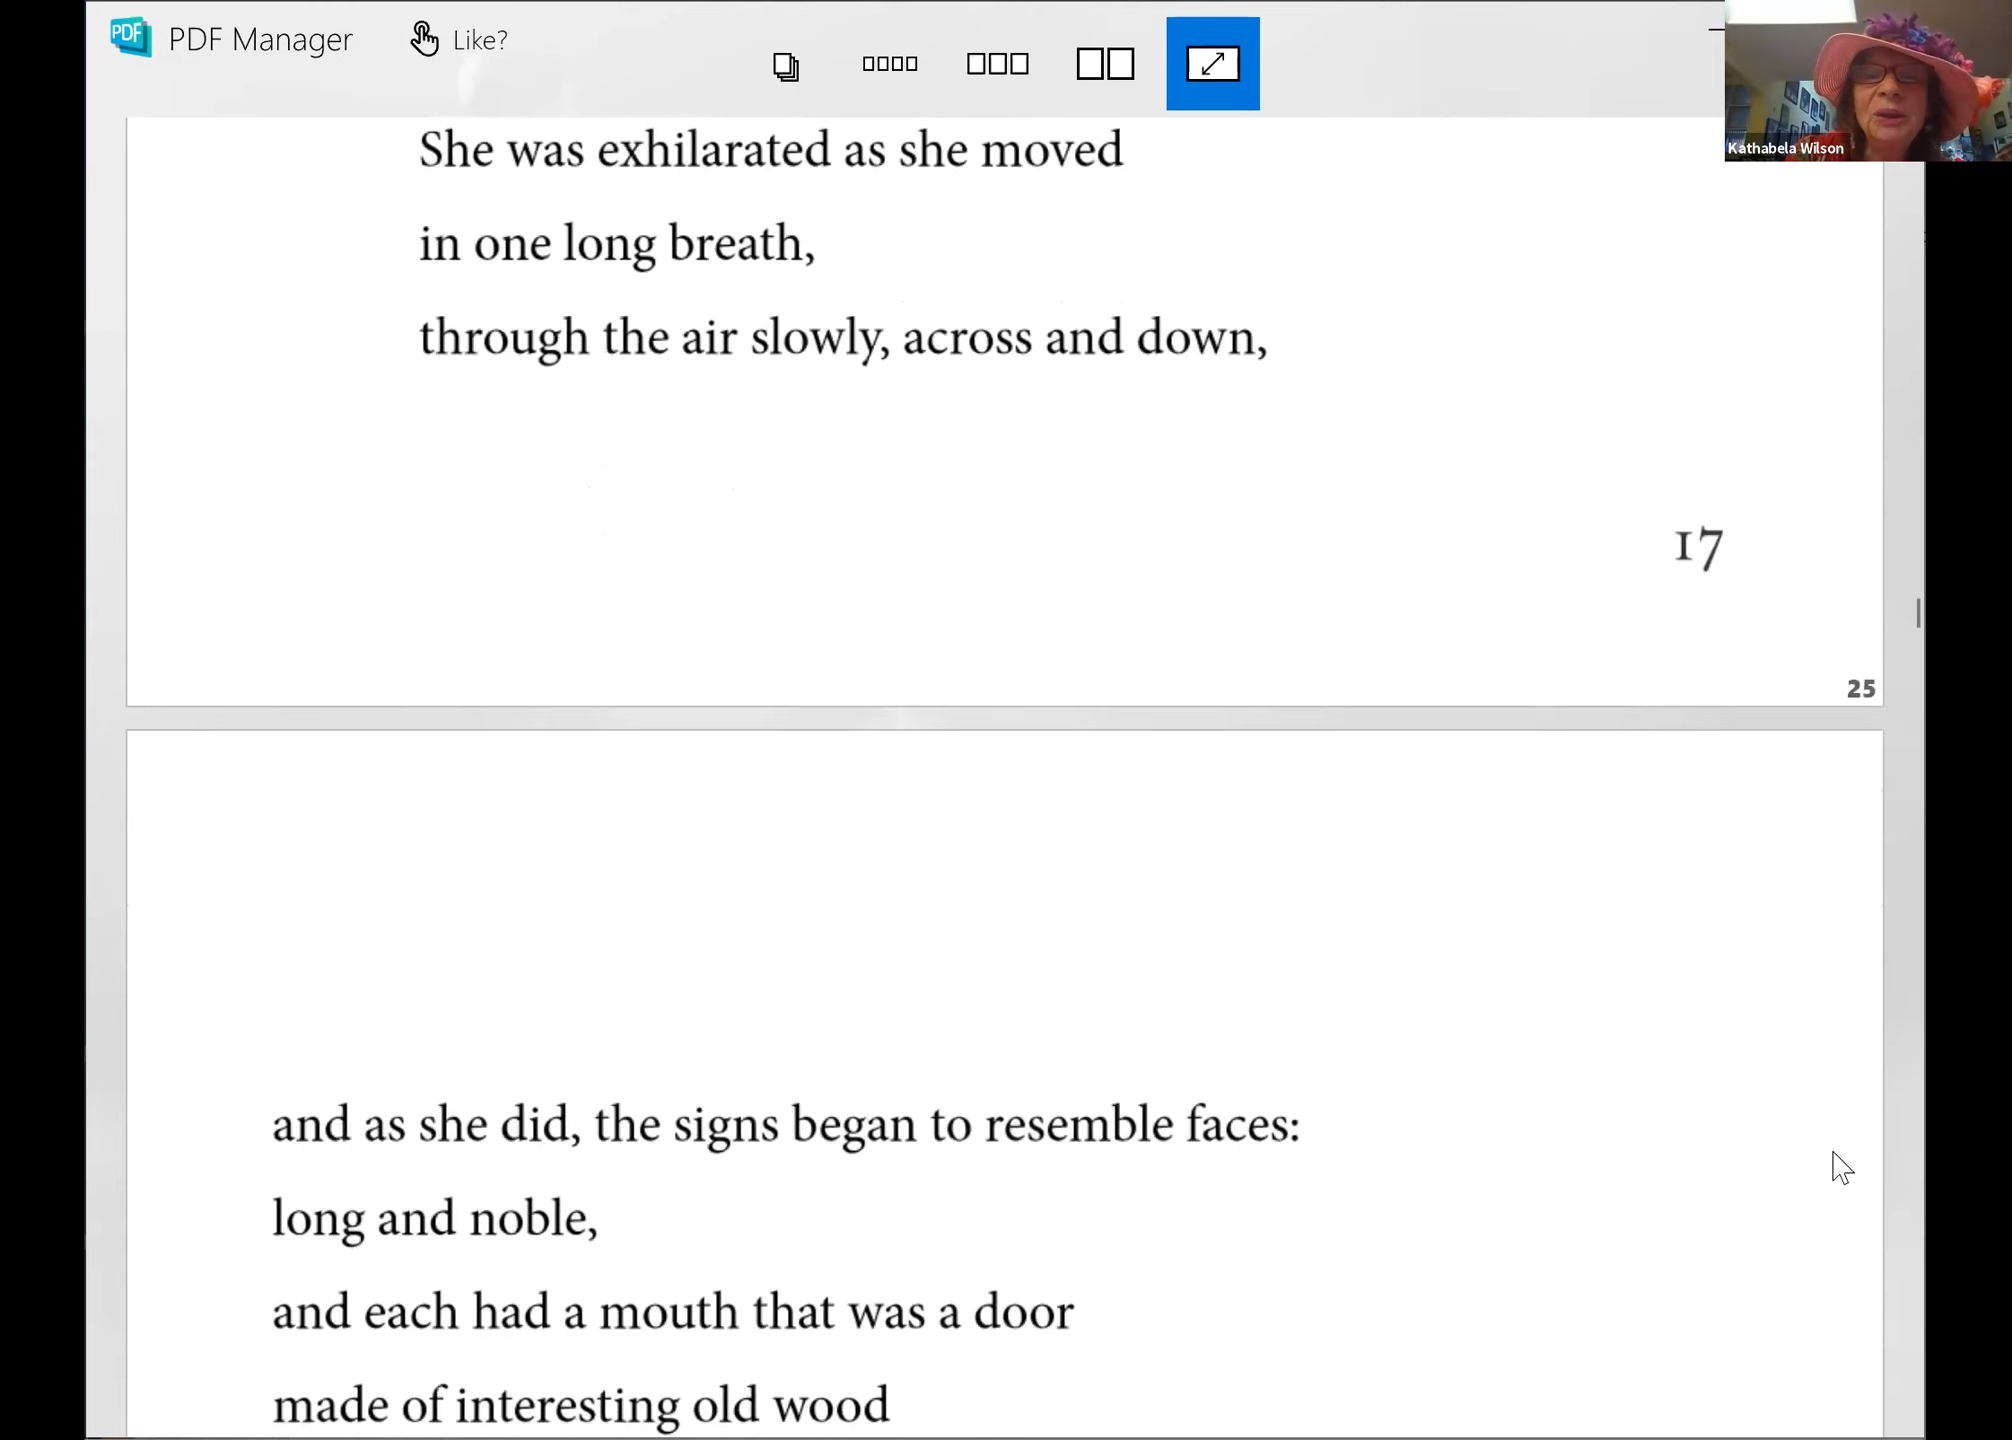 PDF PDF Manager Like?
Kathabela Wilson
She was exhilarated as she moved
in one long breath,
through the air slowly, across and down,
17
25
and as she did, the signs began to resemble faces:
long and noble,
and each had a mouth that was a door
made of interesting old wood